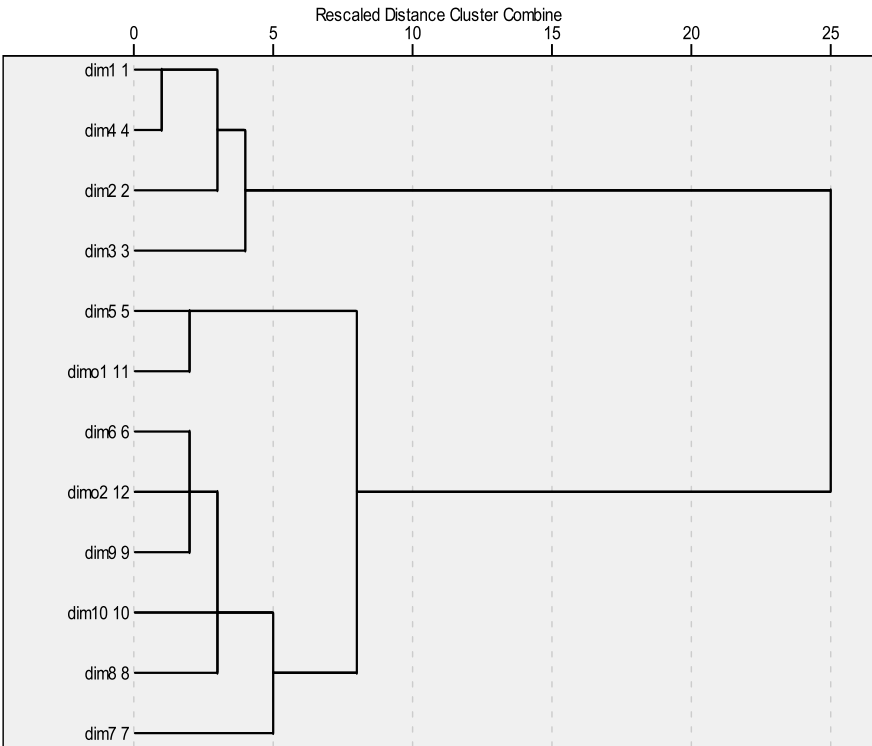 Rescaled Distance Cluster Combine
0 5 10 15 20 25
dim1 1
dim4 4
dim2 2
dim3 3
dim5 5
dimo1 11
dim6 6
dimo2 12
dim9 9
dim10 10
dim8 8
dim7 7